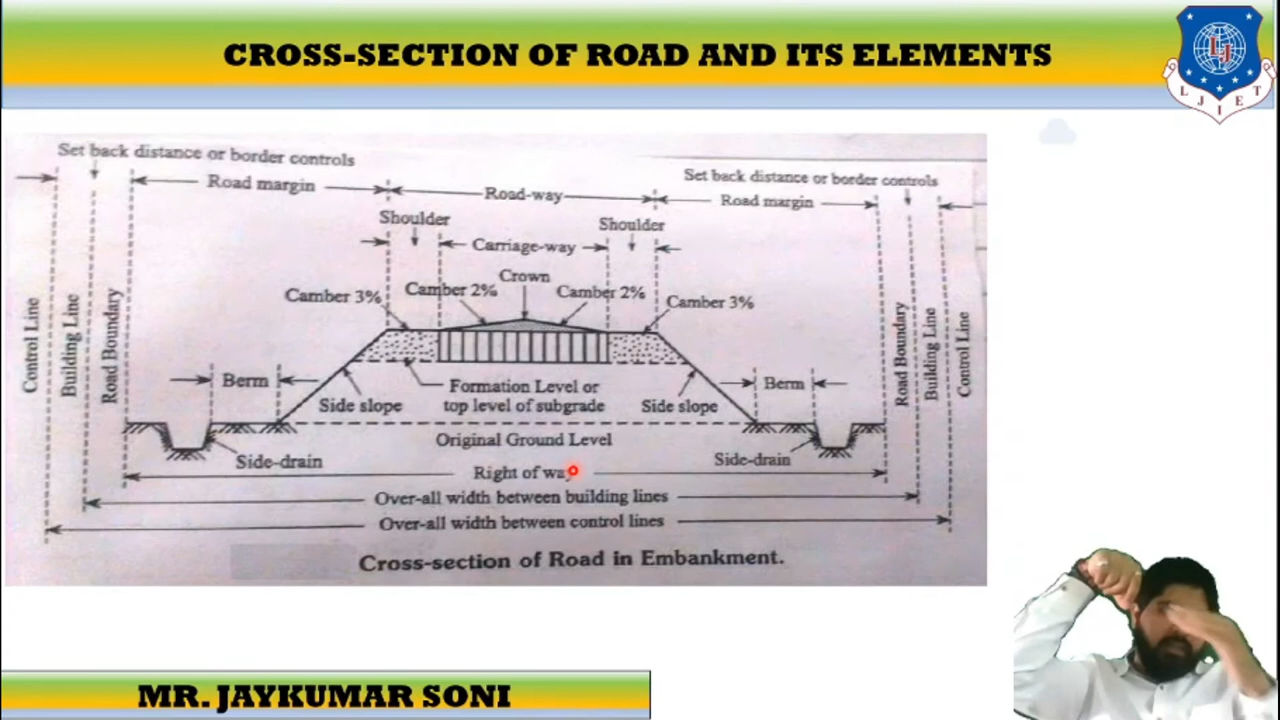 CROSS-SECTION OF ROAD AND ITS ELEMENTS
LJ
L J I E T
Set back distance or border controls
Road margin
Road-way
Set back distance or border controls
Road margin
Shoulder
Shoulder
Carriage-way
Crown
Camber 3%
Camber 2%
Camber 2%
Camber 3%
Control Line
Building Line
Road Boundary
Road Boundary
Building Line
Control Line
Berm
Side slope
Formation Level or
top level of subgrade
Side slope
Berm
Original Ground Level
Side-drain
Side-drain
Right of way
Over-all width between building lines
Over-all width between control lines
Cross-section of Road in Embankment.
MR. JAYKUMAR SONI